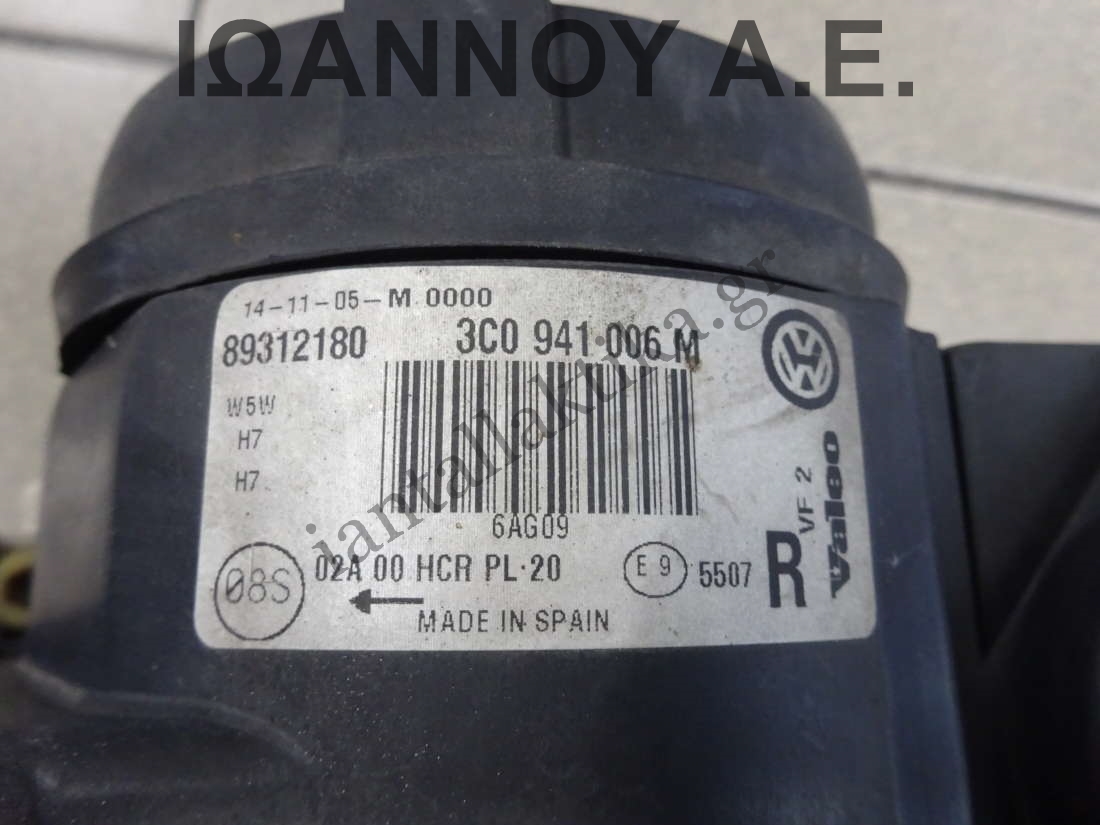 ΙΩΑΝΝΟΥ Α.Ε.
14-11-05-M 0000
89312180 3C0 941 006 M
W5W
H7
H7
6AG09
08S 02A 00 HCR PL·20 E 9 5507 R
MADE IN SPAIN
VF 2
Valeo
iantallaktika.gr